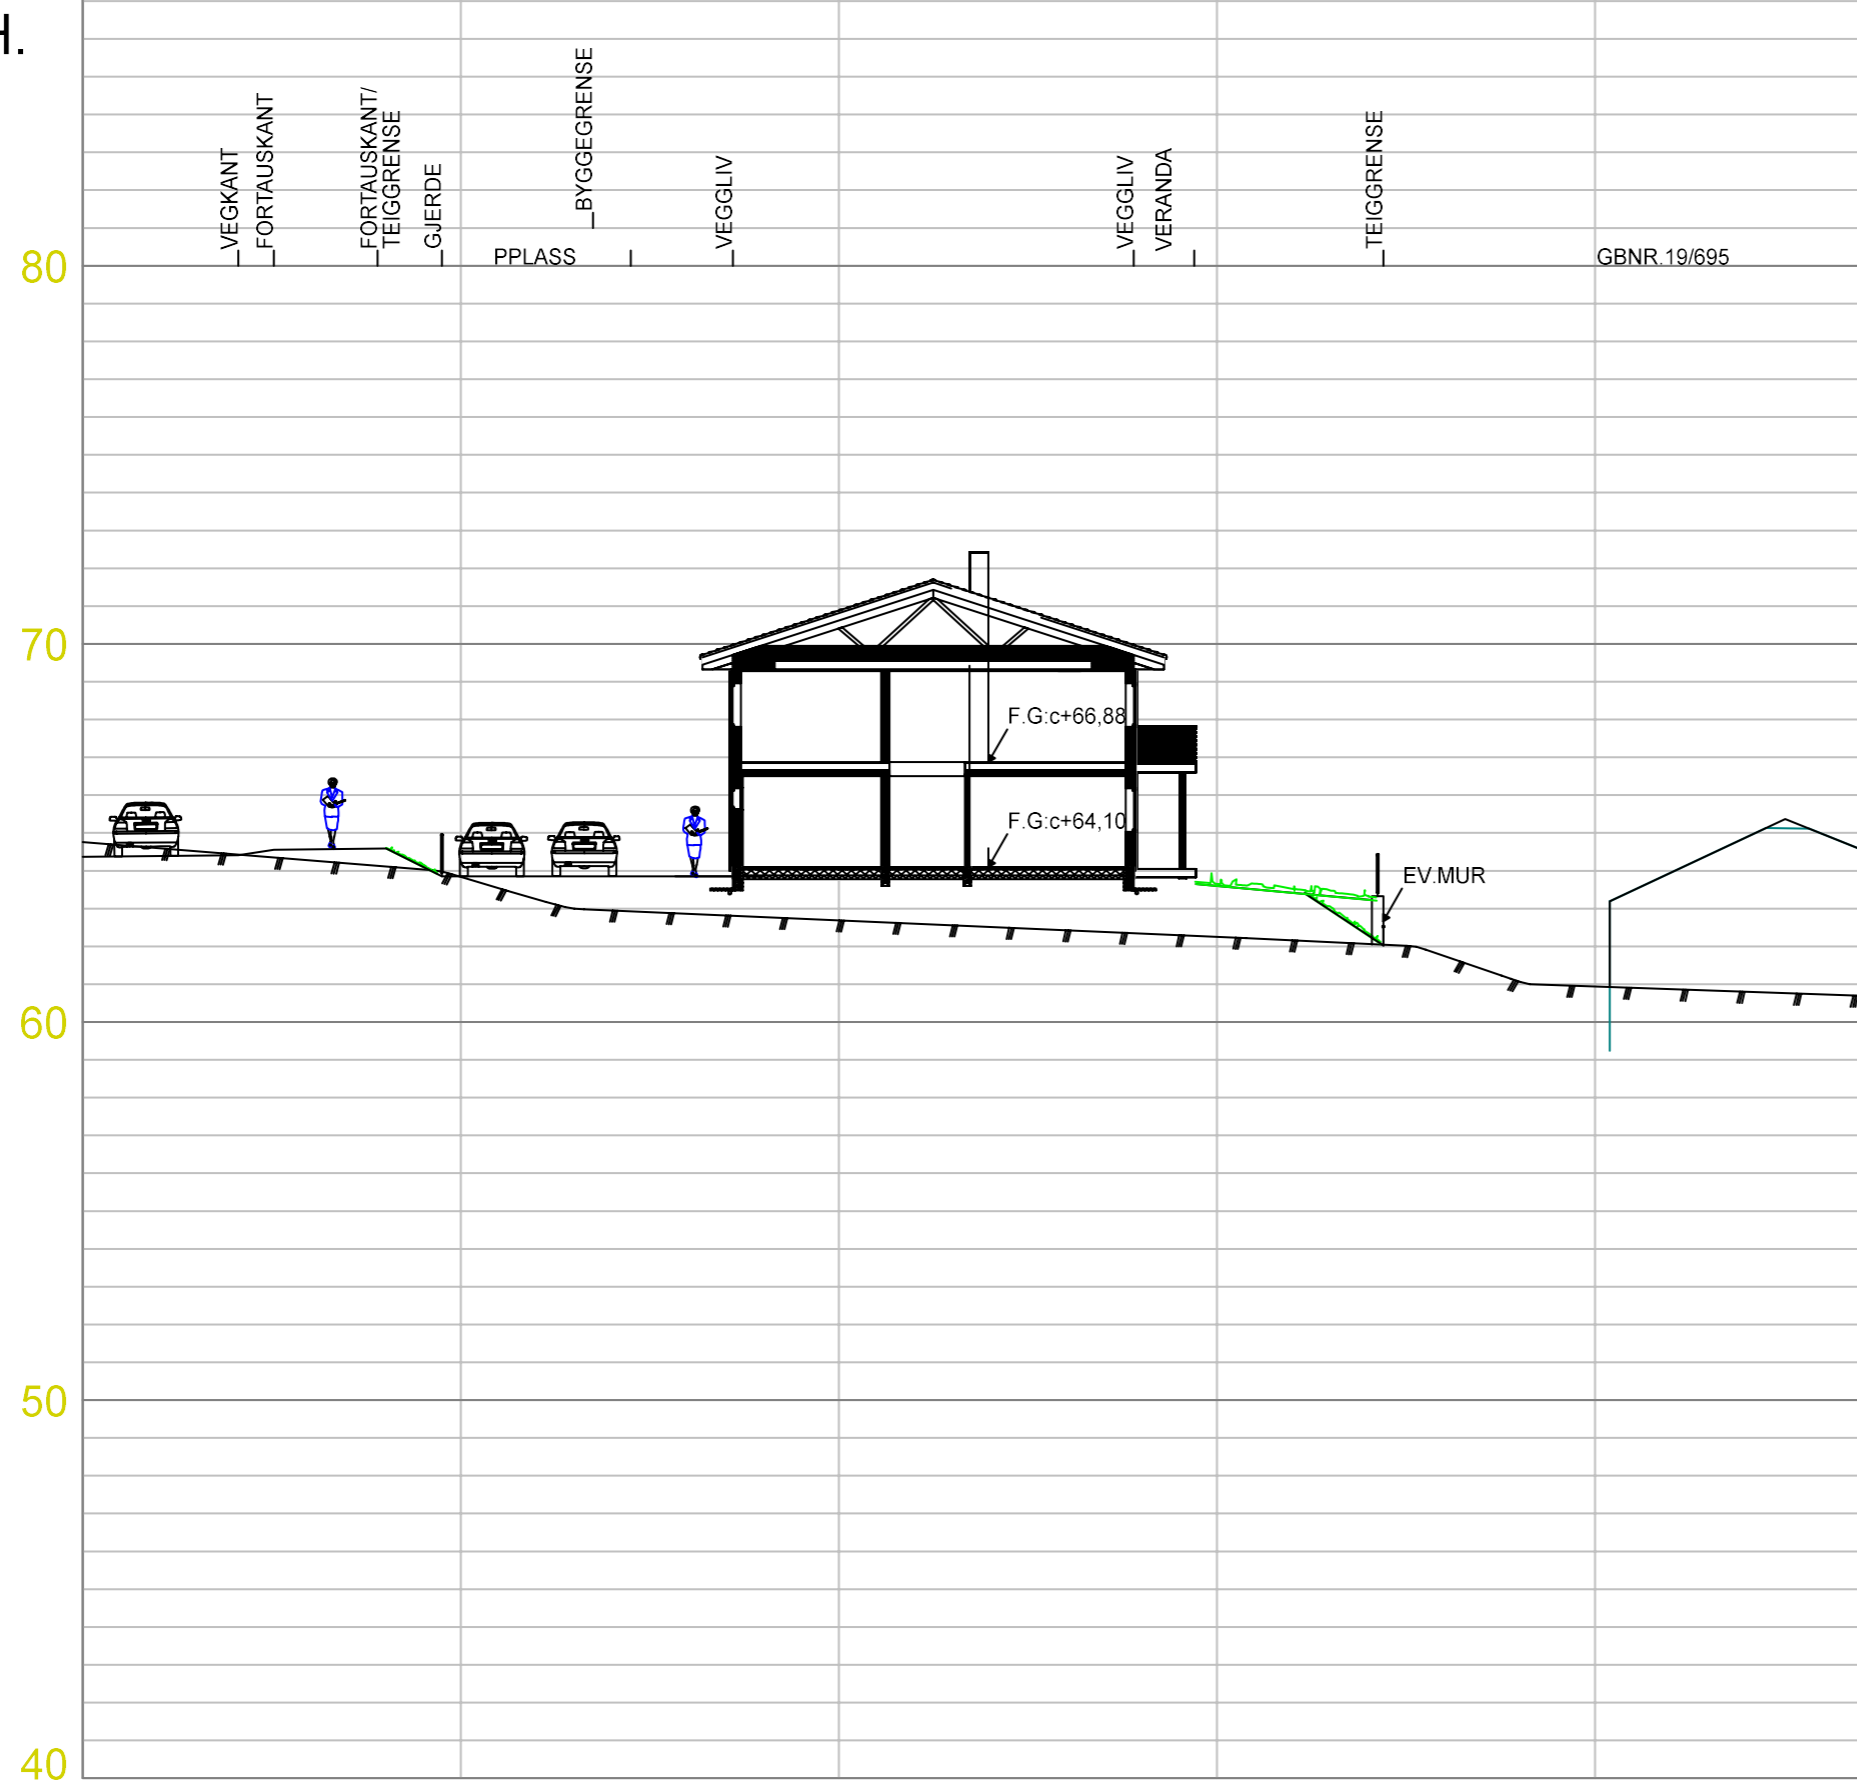 H.
VEGKANT
FORTAUSKANT
FORTAUSKANT/
TEIGGRENSE
GJERDE
PPLASS
_BYGGEGRENSE
VEGGLIV
VEGGLIV
VERANDA
TEIGGRENSE
GBNR.19/695
80
70
F.G:c+66,88
F.G:c+64,10
EV.MUR
60
50
40